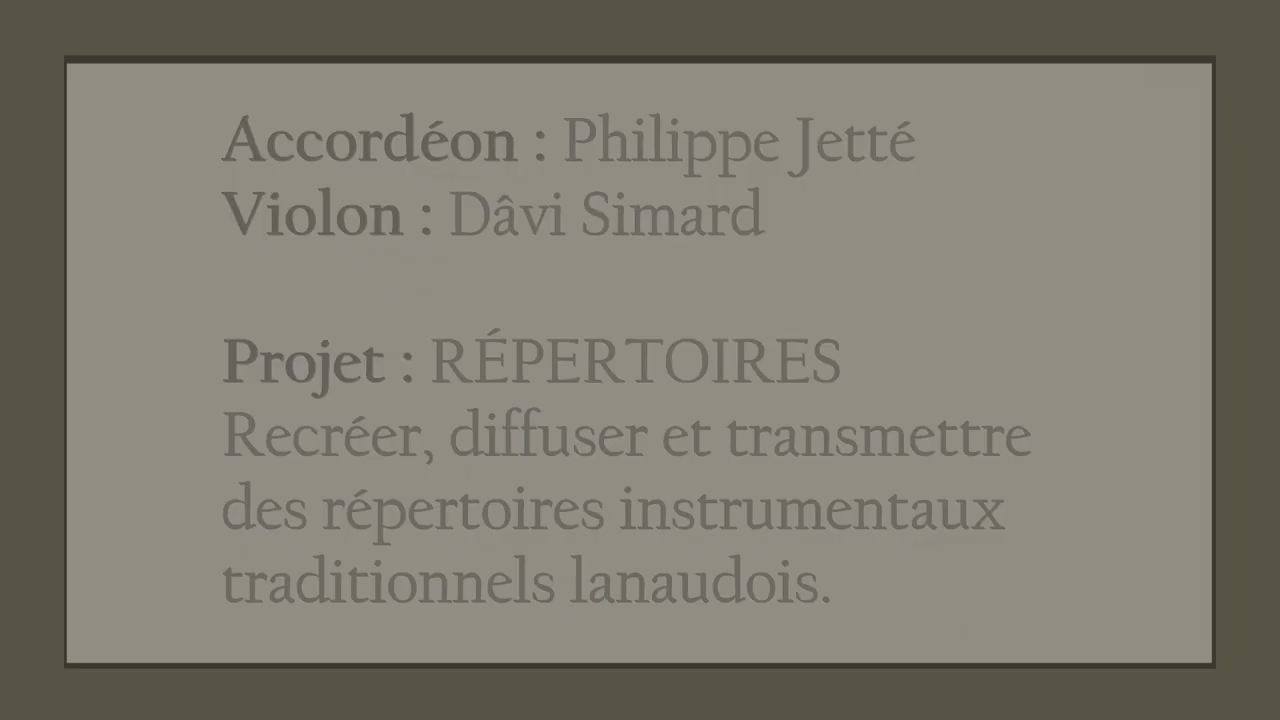 Accordéon : Philippe Jetté
Violon : Dâvi Simard
Projet : RÉPERTOIRES
Recréer, diffuser et transmettre
des répertoires instrumentaux
traditionnels lanaudois.